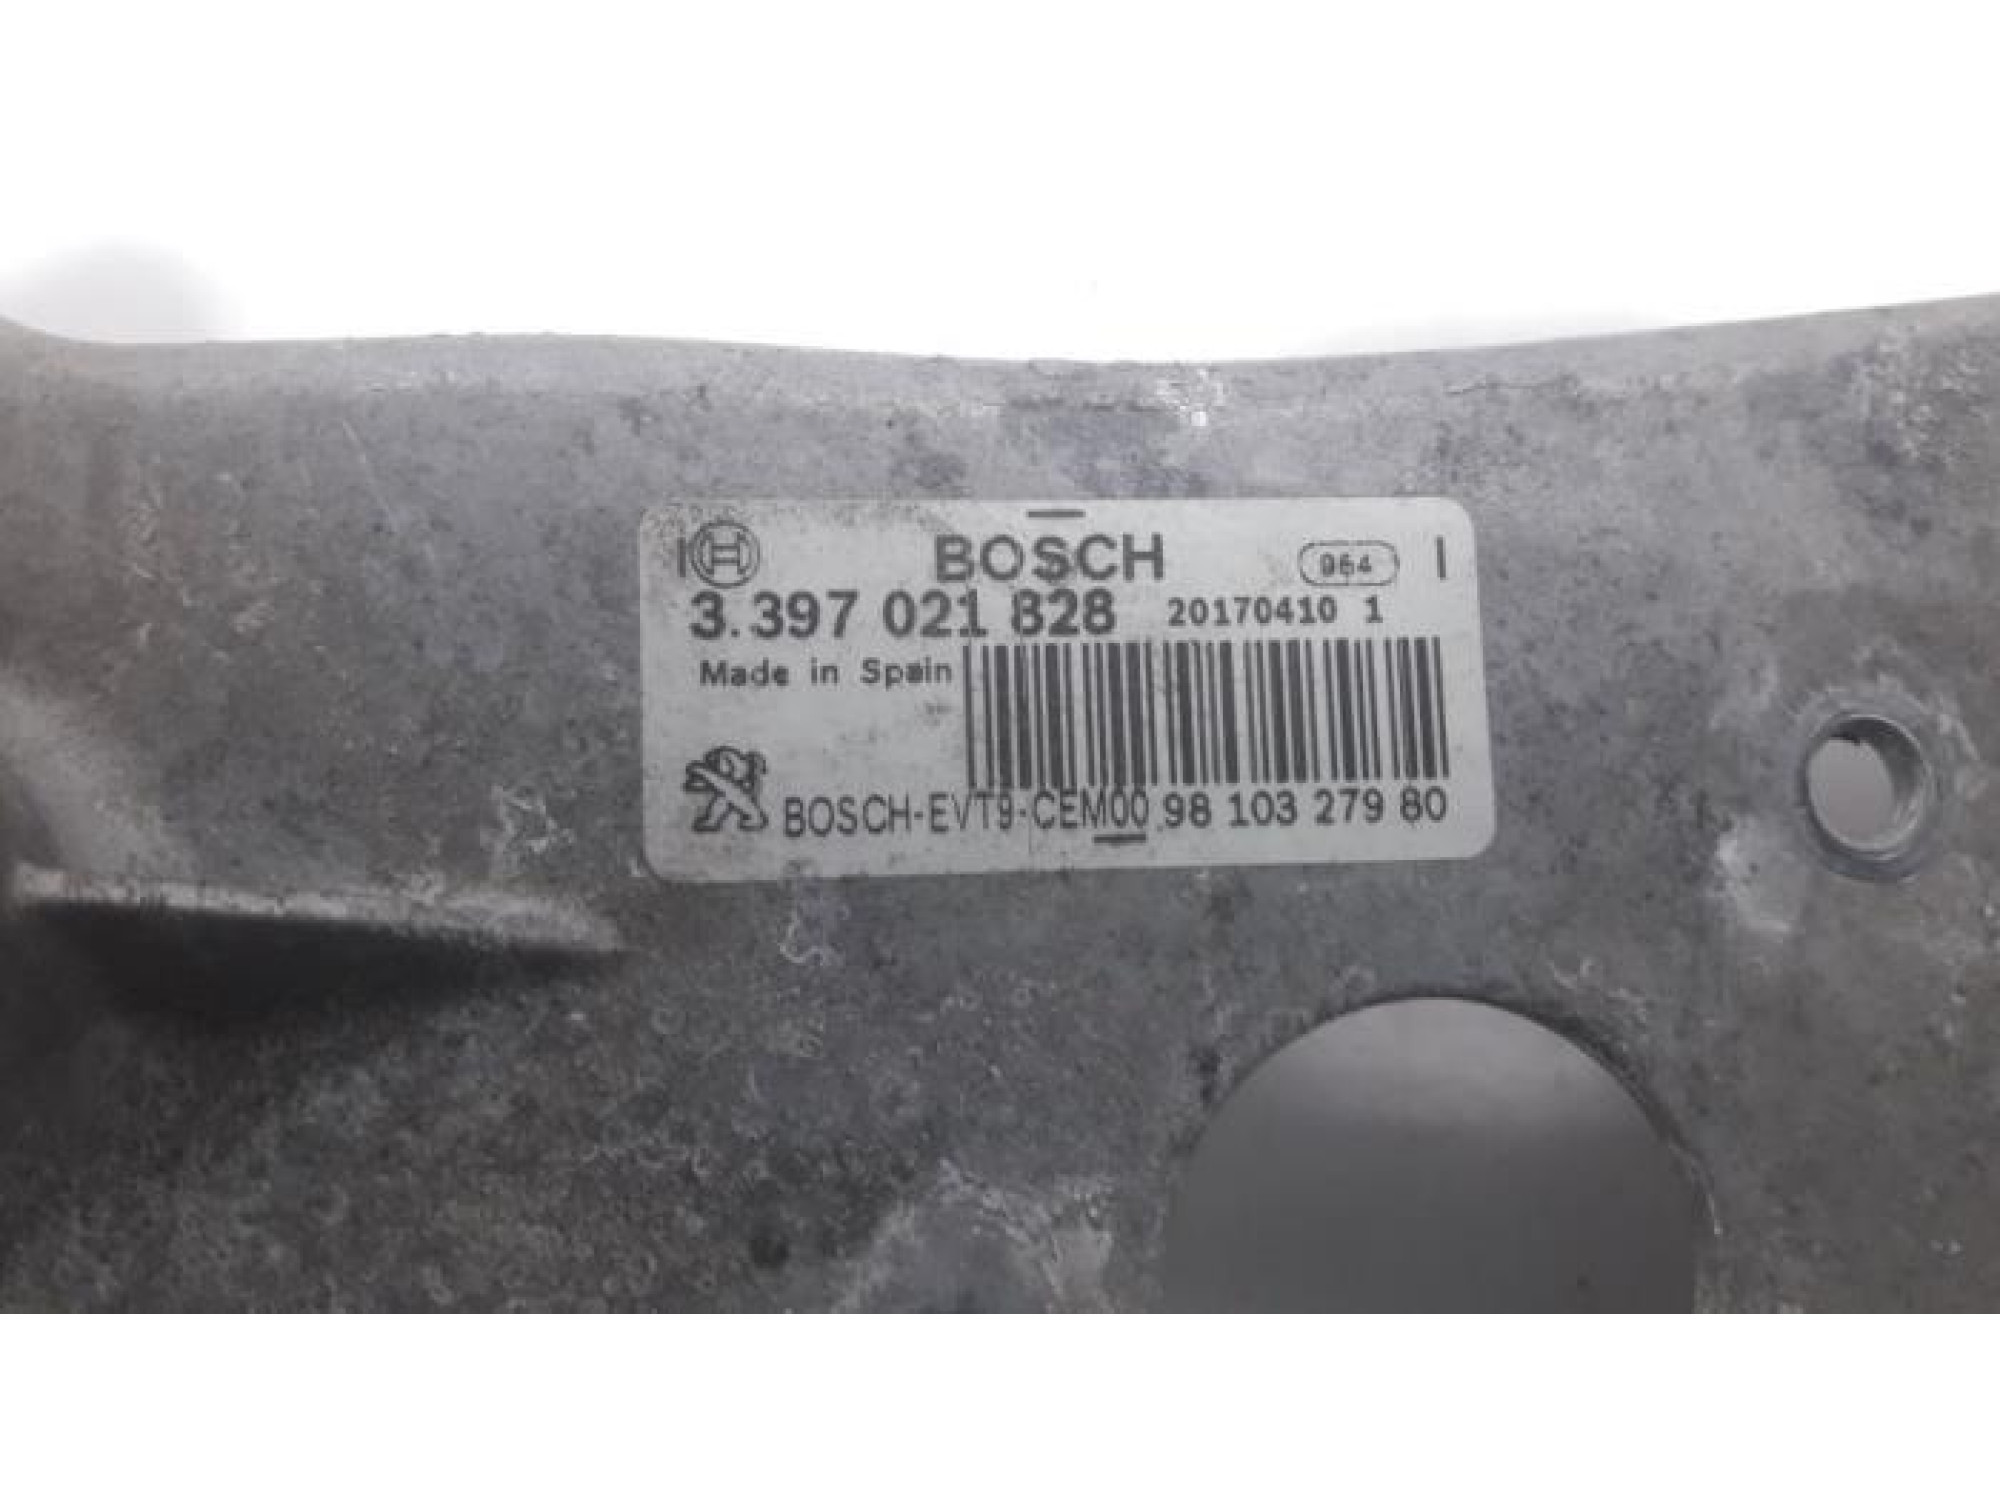 BOSCH 964
3.397 021 828 20170410 1
Made in Spain
BOSCH-EVT9-CEM00 98 103 279 80